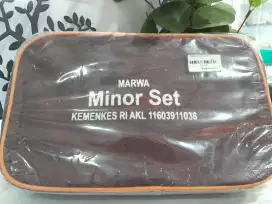 MARWA
Minor Set
KEMENKES RI AKL 11603911038